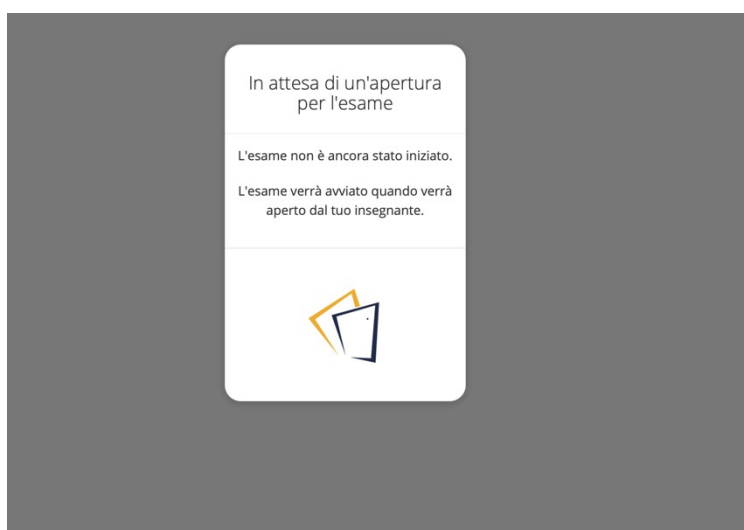 In attesa di un'apertura
per l'esame
L'esame non è ancora stato iniziato.
L'esame verrà avviato quando verrà
aperto dal tuo insegnante.